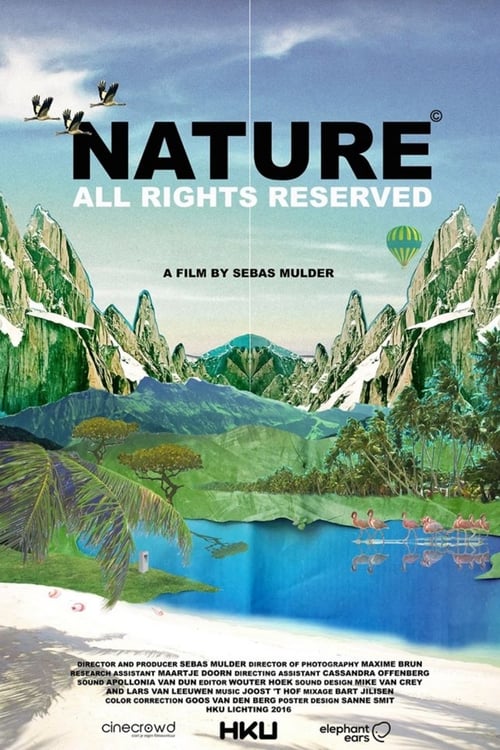 NATURE©
ALL RIGHTS RESERVED
A FILM BY SEBAS MULDER
DIRECTOR AND PRODUCER SEBAS MULDER DIRECTOR OF PHOTOGRAPHY MAXIME BRUN
RESEARCH ASSISTANT MAARTJE DOORN DIRECTING ASSISTANT CASSANDRA OFFENBERG
SOUND APOLLONIA VAN DUN EDITOR WOUTER HOEK SOUND DESIGN MIKE VAN CREY
AND LARS VAN LEEUWEN MUSIC JOOST 'T HOF MIXAGE BART JILISEN
COLOR CORRECTION GOOS VAN DEN BERG POSTER DESIGN SANNE SMIT
HKU LICHTING 2016
cinecrowd HKU elephant
ears